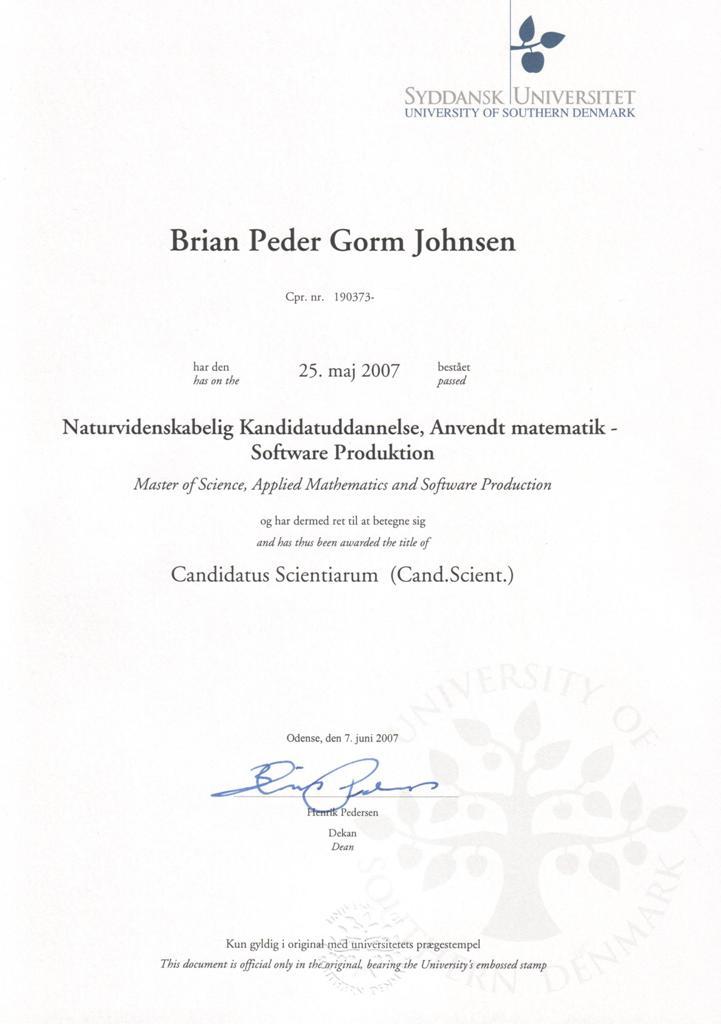 SYDDANSK UNIVERSITET
UNIVERSITY OF SOUTHERN DENMARK
Brian Peder Gorm Johnsen
Cpr. nr. 190373-
har den 25. maj 2007 bestået
has on the passed
Naturvidenskabelig Kandidatuddannelse, Anvendt matematik -
Software Produktion
Master of Science, Applied Mathematics and Software Production
og har dermed ret til at betegne sig
and has thus been awarded the title of
Candidatus Scientiarum (Cand.Scient.)
UNIVERSITY OF
SOUTHERN DENMARK
Odense, den 7. juni 2007
Henrik Pedersen
Dekan
Dean
Kun gyldig i original med universitetets prægestempel
This document is official only in the original, bearing the University's embossed stamp